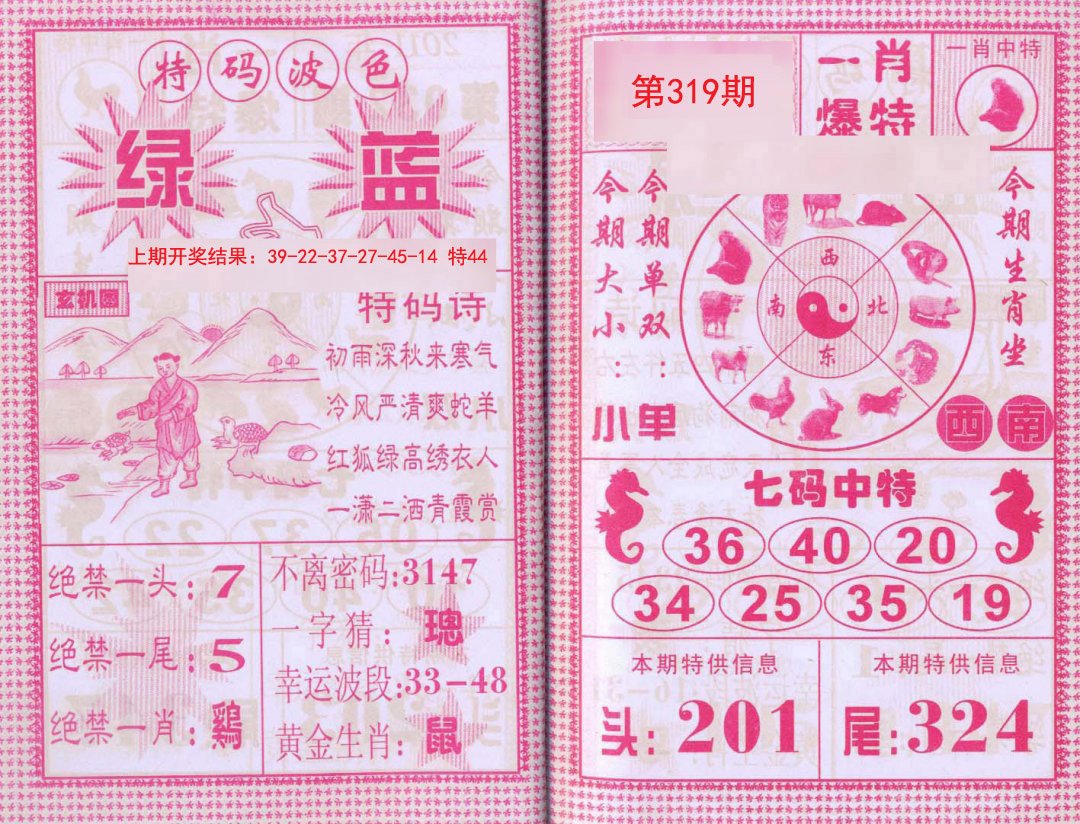 特码波色
绿 蓝
上期开奖结果：39-22-37-27-45-14 特44
玄机图
特码诗
初雨深秋来寒气
冷风严清爽蛇羊
红狐绿高绣衣人
一潇二洒青霞赏
绝禁一头：7
绝禁一尾：5
绝禁一肖：鷄
不离密码：3147
一字猜：璁
幸运波段：33-48
黄金生肖：鼠
第319期
一肖
爆特
一肖中特
今期大小：小
今期单双：单
西
南 北
东
今期生肖坐
西南
七码中特
36 40 20
34 25 35 19
本期特供信息
头：201
本期特供信息
尾：324